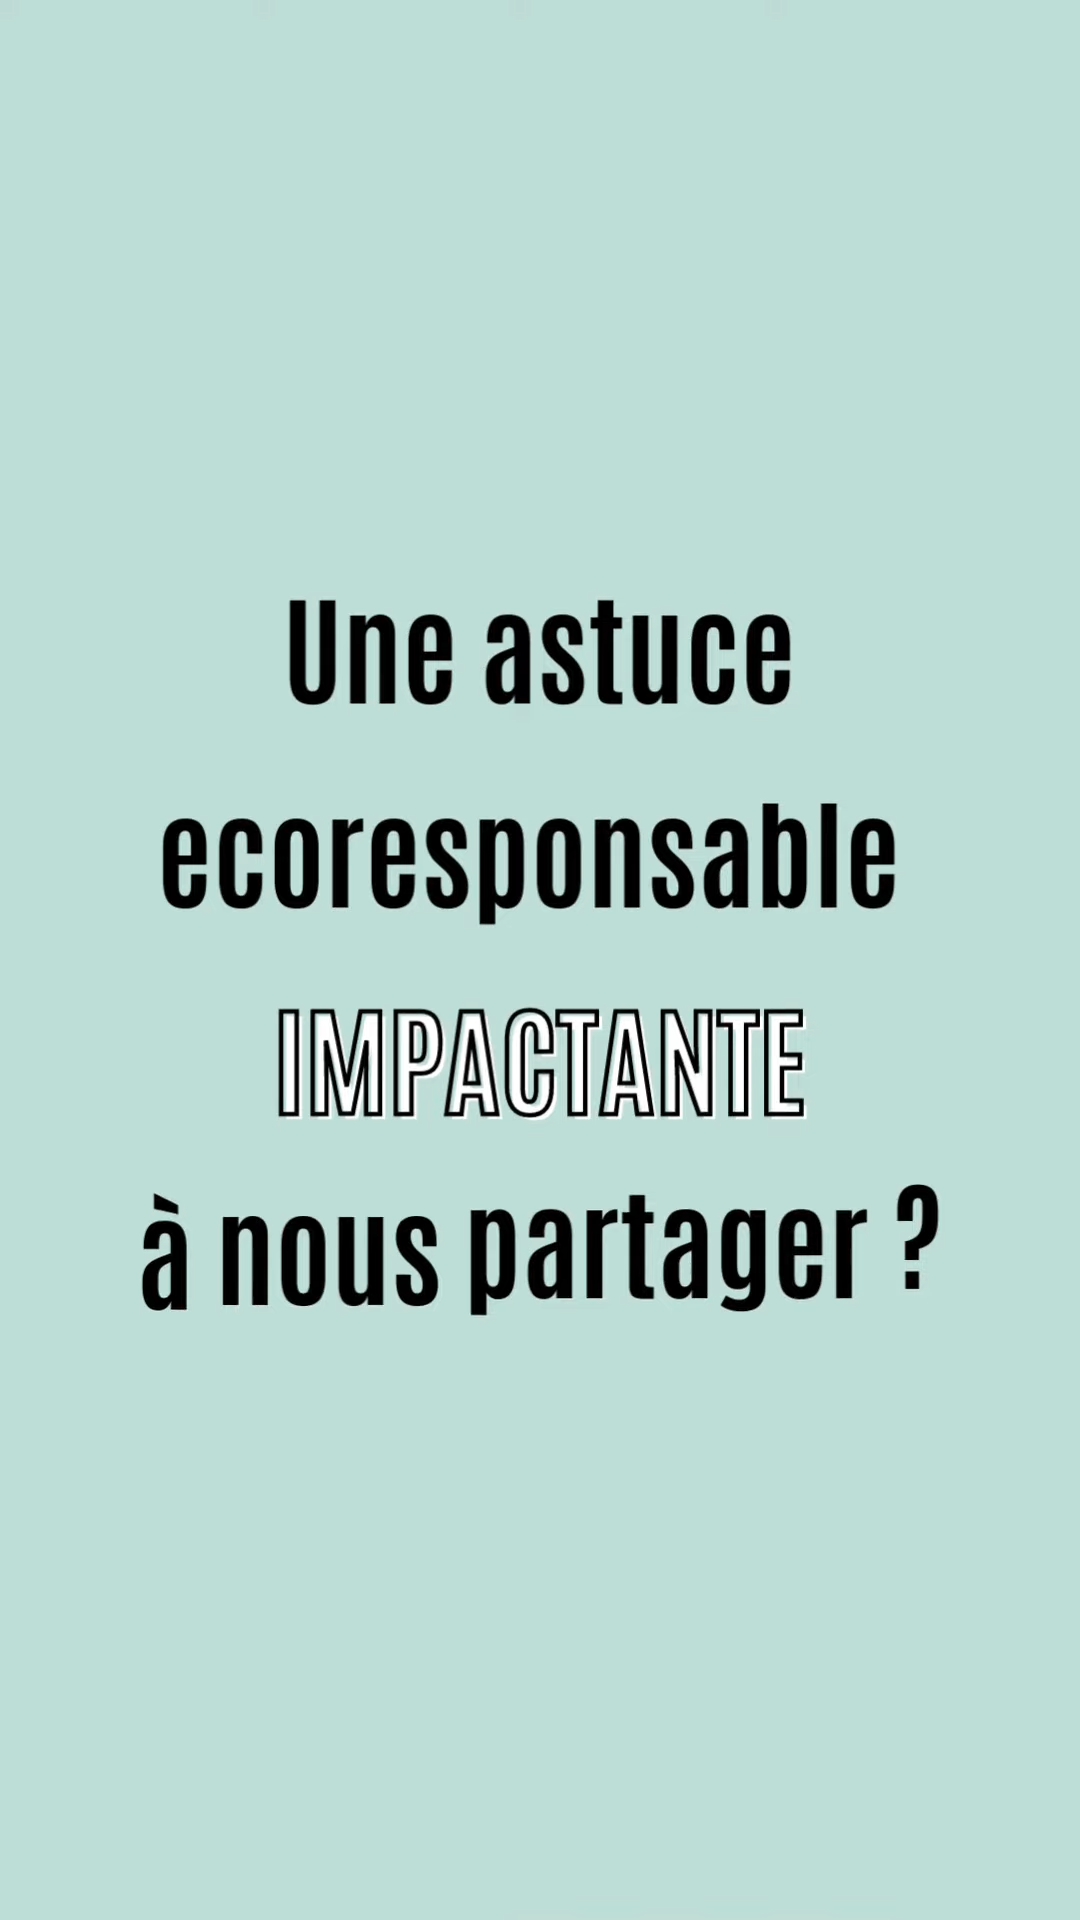 Une astuce
ecoresponsable
IMPACTANTE
à nous partager ?